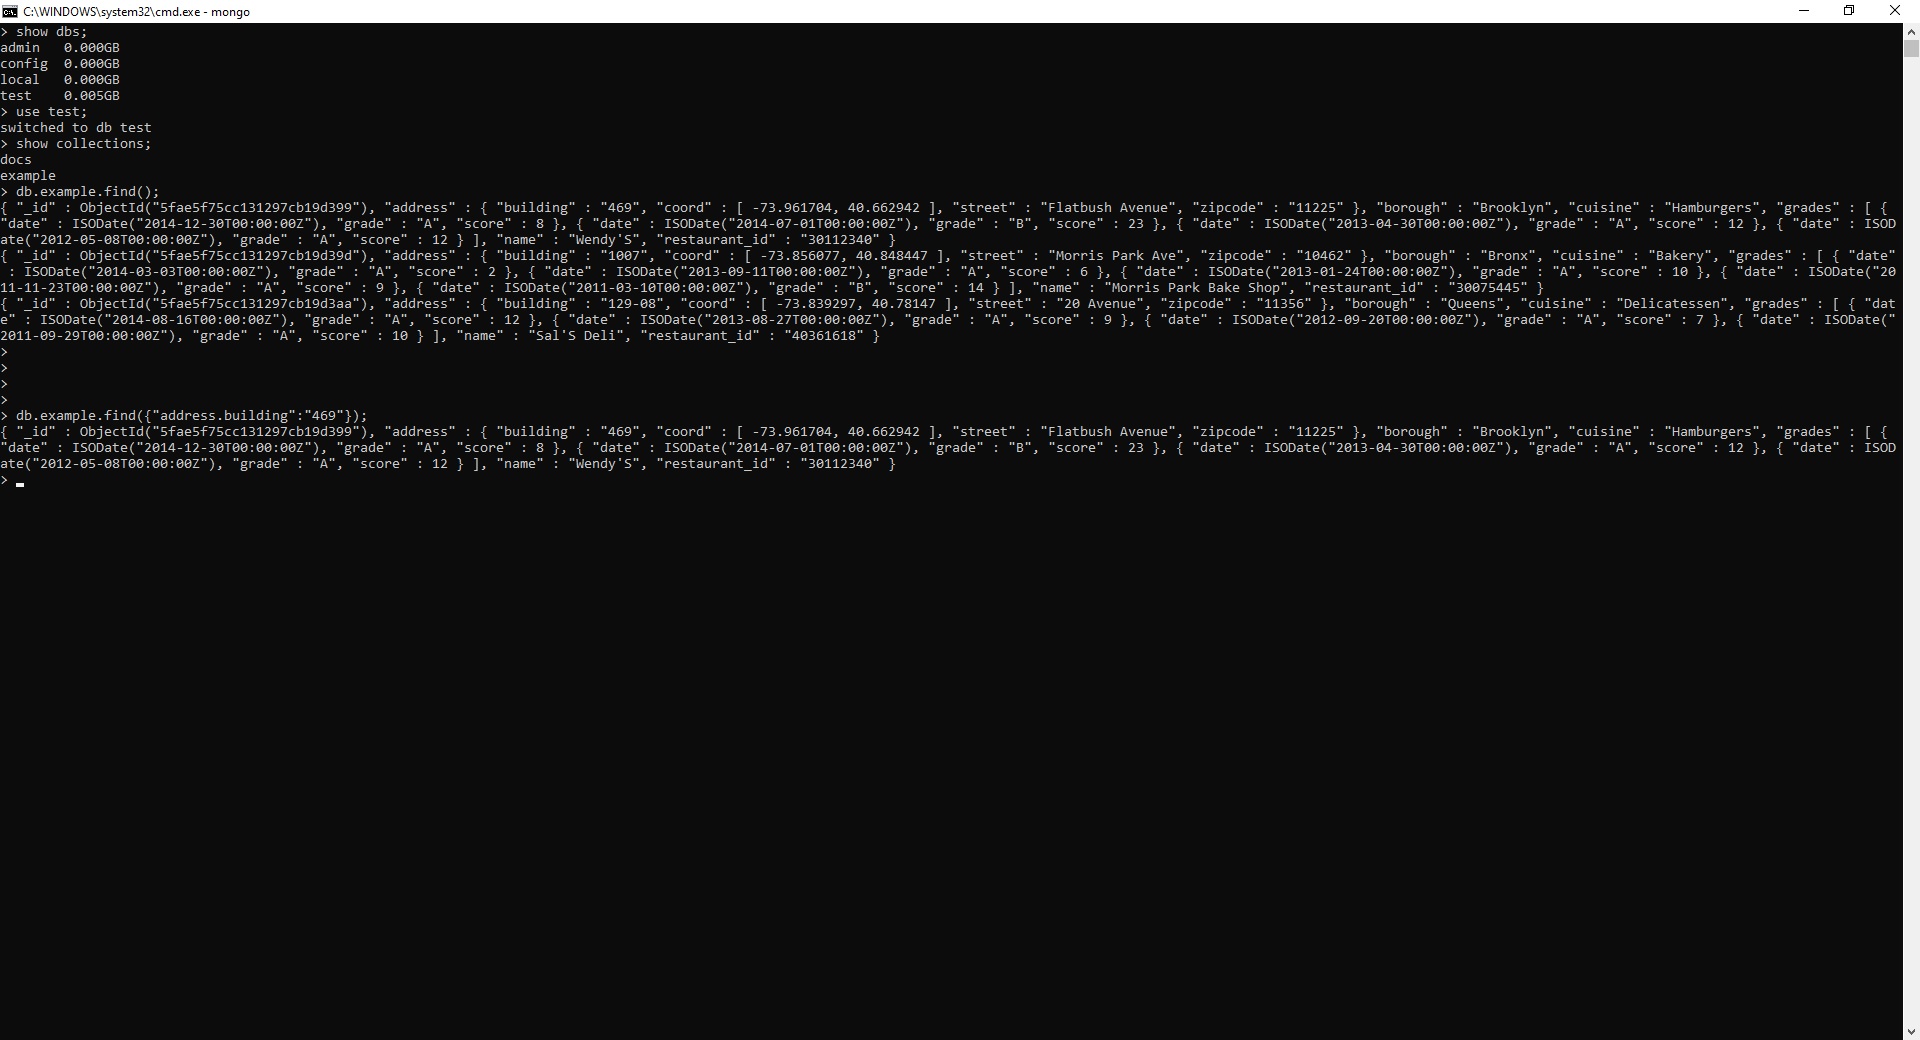 C:\WINDOWS\system32\cmd.exe - mongo
> show dbs;
admin   0.000GB
config  0.000GB
local   0.000GB
test    0.005GB
> use test;
switched to db test
> show collections;
docs
example
> db.example.find();
{ "_id" : ObjectId("5fae5f75cc131297cb19d399"), "address" : { "building" : "469", "coord" : [ -73.961704, 40.662942 ], "street" : "Flatbush Avenue", "zipcode" : "11225" }, "borough" : "Brooklyn", "cuisine" : "Hamburgers", "grades" : [ {
"date" : ISODate("2014-12-30T00:00:00Z"), "grade" : "A", "score" : 8 }, { "date" : ISODate("2014-07-01T00:00:00Z"), "grade" : "B", "score" : 23 }, { "date" : ISODate("2013-04-30T00:00:00Z"), "grade" : "A", "score" : 12 }, { "date" : ISOD
ate("2012-05-08T00:00:00Z"), "grade" : "A", "score" : 12 } ], "name" : "Wendy'S", "restaurant_id" : "30112340" }
{ "_id" : ObjectId("5fae5f75cc131297cb19d39d"), "address" : { "building" : "1007", "coord" : [ -73.856077, 40.848447 ], "street" : "Morris Park Ave", "zipcode" : "10462" }, "borough" : "Bronx", "cuisine" : "Bakery", "grades" : [ { "date"
 : ISODate("2014-03-03T00:00:00Z"), "grade" : "A", "score" : 2 }, { "date" : ISODate("2013-09-11T00:00:00Z"), "grade" : "A", "score" : 6 }, { "date" : ISODate("2013-01-24T00:00:00Z"), "grade" : "A", "score" : 10 }, { "date" : ISODate("20
11-11-23T00:00:00Z"), "grade" : "A", "score" : 9 }, { "date" : ISODate("2011-03-10T00:00:00Z"), "grade" : "B", "score" : 14 } ], "name" : "Morris Park Bake Shop", "restaurant_id" : "30075445" }
{ "_id" : ObjectId("5fae5f75cc131297cb19d3aa"), "address" : { "building" : "129-08", "coord" : [ -73.839297, 40.78147 ], "street" : "20 Avenue", "zipcode" : "11356" }, "borough" : "Queens", "cuisine" : "Delicatessen", "grades" : [ { "dat
e" : ISODate("2014-08-16T00:00:00Z"), "grade" : "A", "score" : 12 }, { "date" : ISODate("2013-08-27T00:00:00Z"), "grade" : "A", "score" : 9 }, { "date" : ISODate("2012-09-20T00:00:00Z"), "grade" : "A", "score" : 7 }, { "date" : ISODate("
2011-09-29T00:00:00Z"), "grade" : "A", "score" : 10 } ], "name" : "Sal'S Deli", "restaurant_id" : "40361618" }
>
>
>
>
> db.example.find({"address.building":"469"});
{ "_id" : ObjectId("5fae5f75cc131297cb19d399"), "address" : { "building" : "469", "coord" : [ -73.961704, 40.662942 ], "street" : "Flatbush Avenue", "zipcode" : "11225" }, "borough" : "Brooklyn", "cuisine" : "Hamburgers", "grades" : [ {
"date" : ISODate("2014-12-30T00:00:00Z"), "grade" : "A", "score" : 8 }, { "date" : ISODate("2014-07-01T00:00:00Z"), "grade" : "B", "score" : 23 }, { "date" : ISODate("2013-04-30T00:00:00Z"), "grade" : "A", "score" : 12 }, { "date" : ISOD
ate("2012-05-08T00:00:00Z"), "grade" : "A", "score" : 12 } ], "name" : "Wendy'S", "restaurant_id" : "30112340" }
>